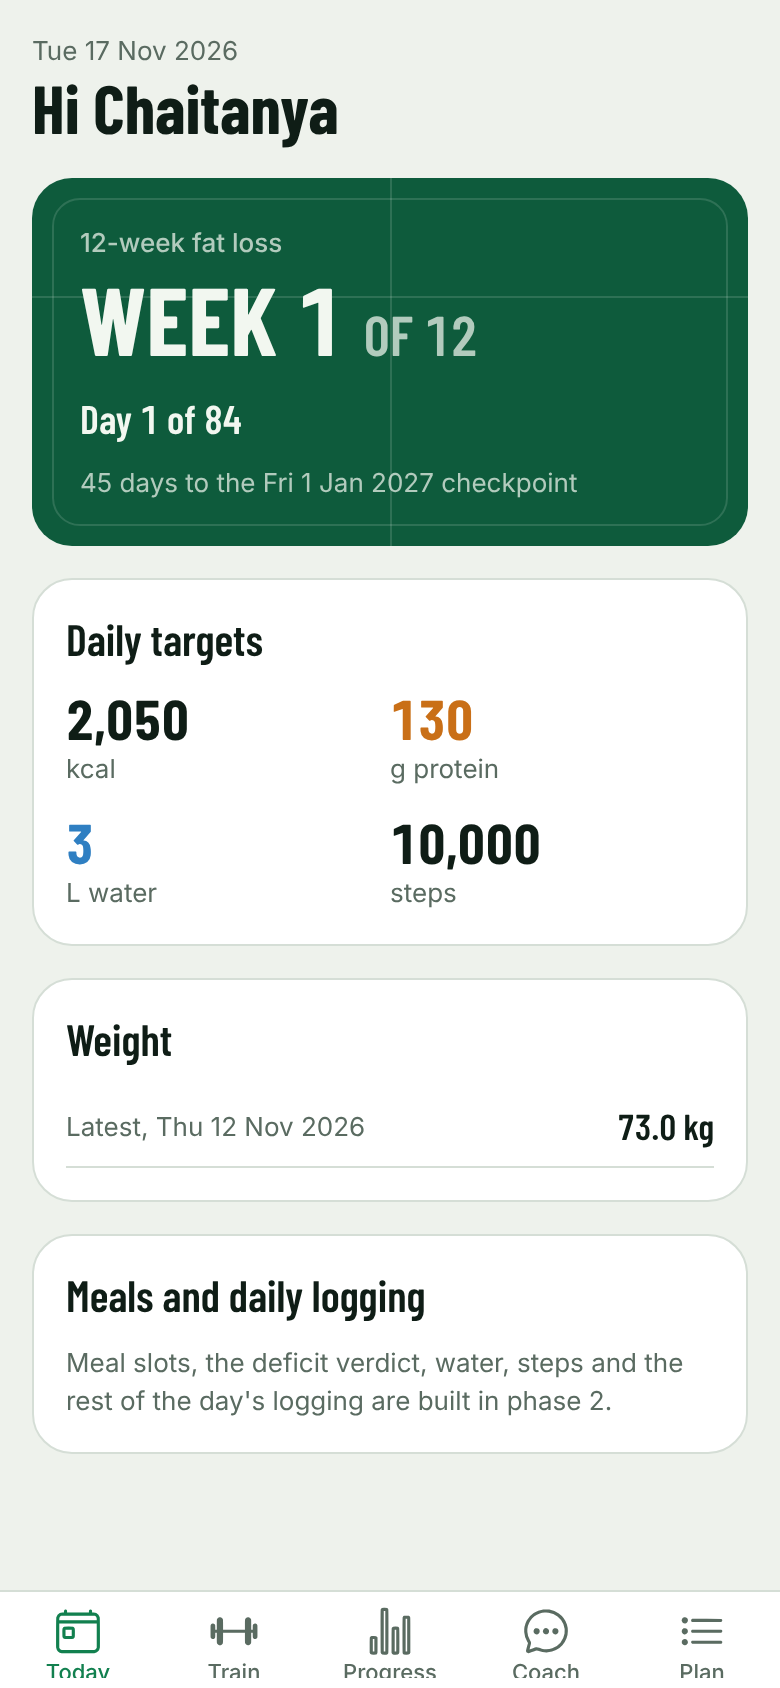 Tue 17 Nov 2026
Hi Chaitanya
12-week fat loss
WEEK 1 OF 12
Day 1 of 84
45 days to the Fri 1 Jan 2027 checkpoint
Daily targets
2,050
kcal
130
g protein
3
L water
10,000
steps
Weight
Latest, Thu 12 Nov 2026 73.0 kg
Meals and daily logging
Meal slots, the deficit verdict, water, steps and the
rest of the day's logging are built in phase 2.
Today Train Progress Coach Plan